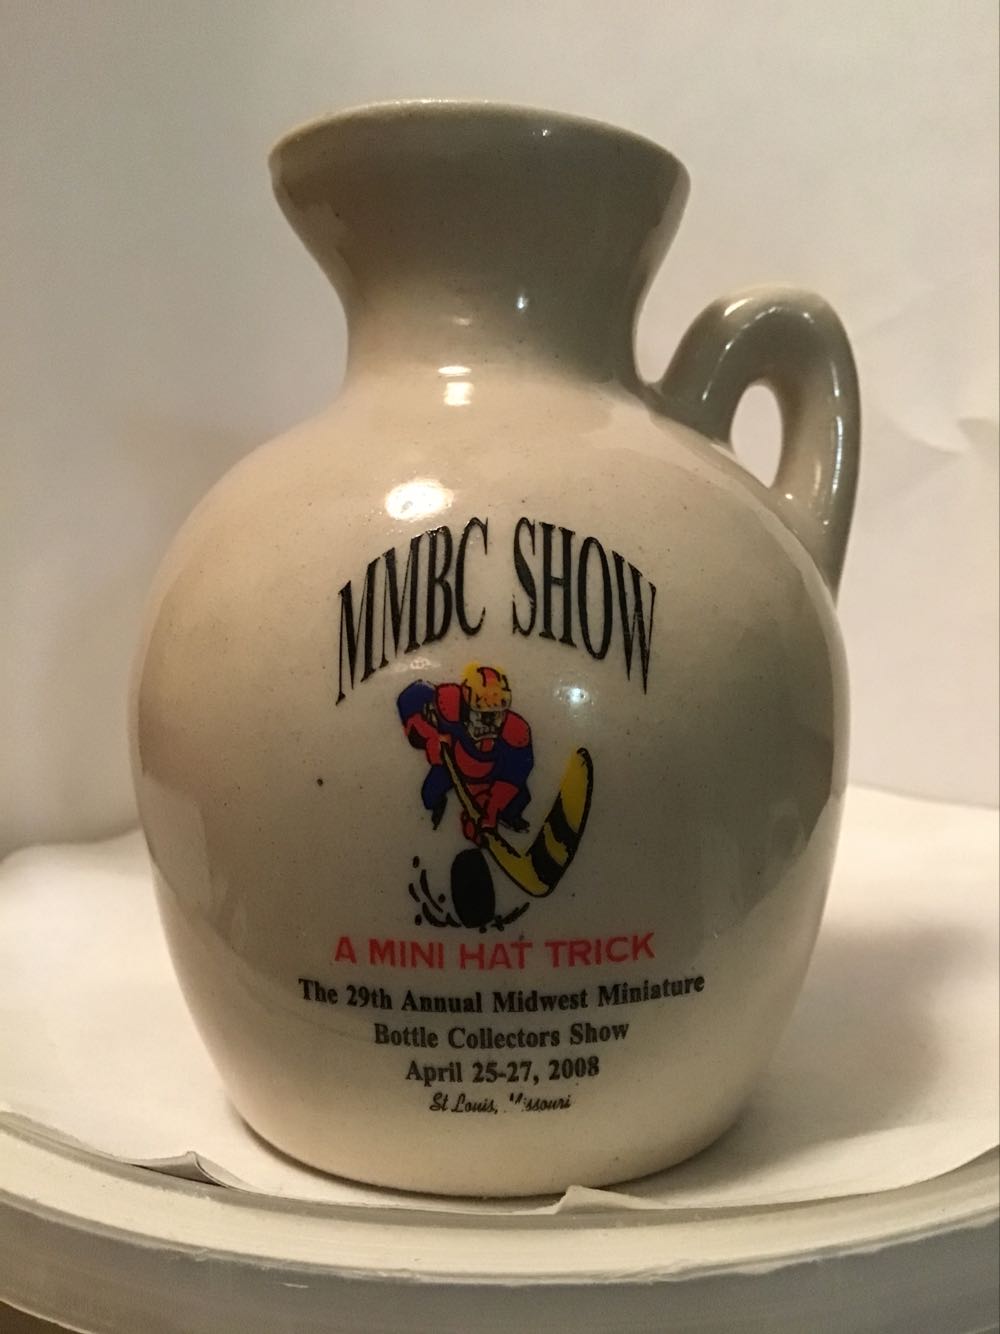 MMBC SHOW
A MINI HAT TRICK
The 29th Annual Midwest Miniature
Bottle Collectors Show
April 25-27, 2008
St Louis, Missouri